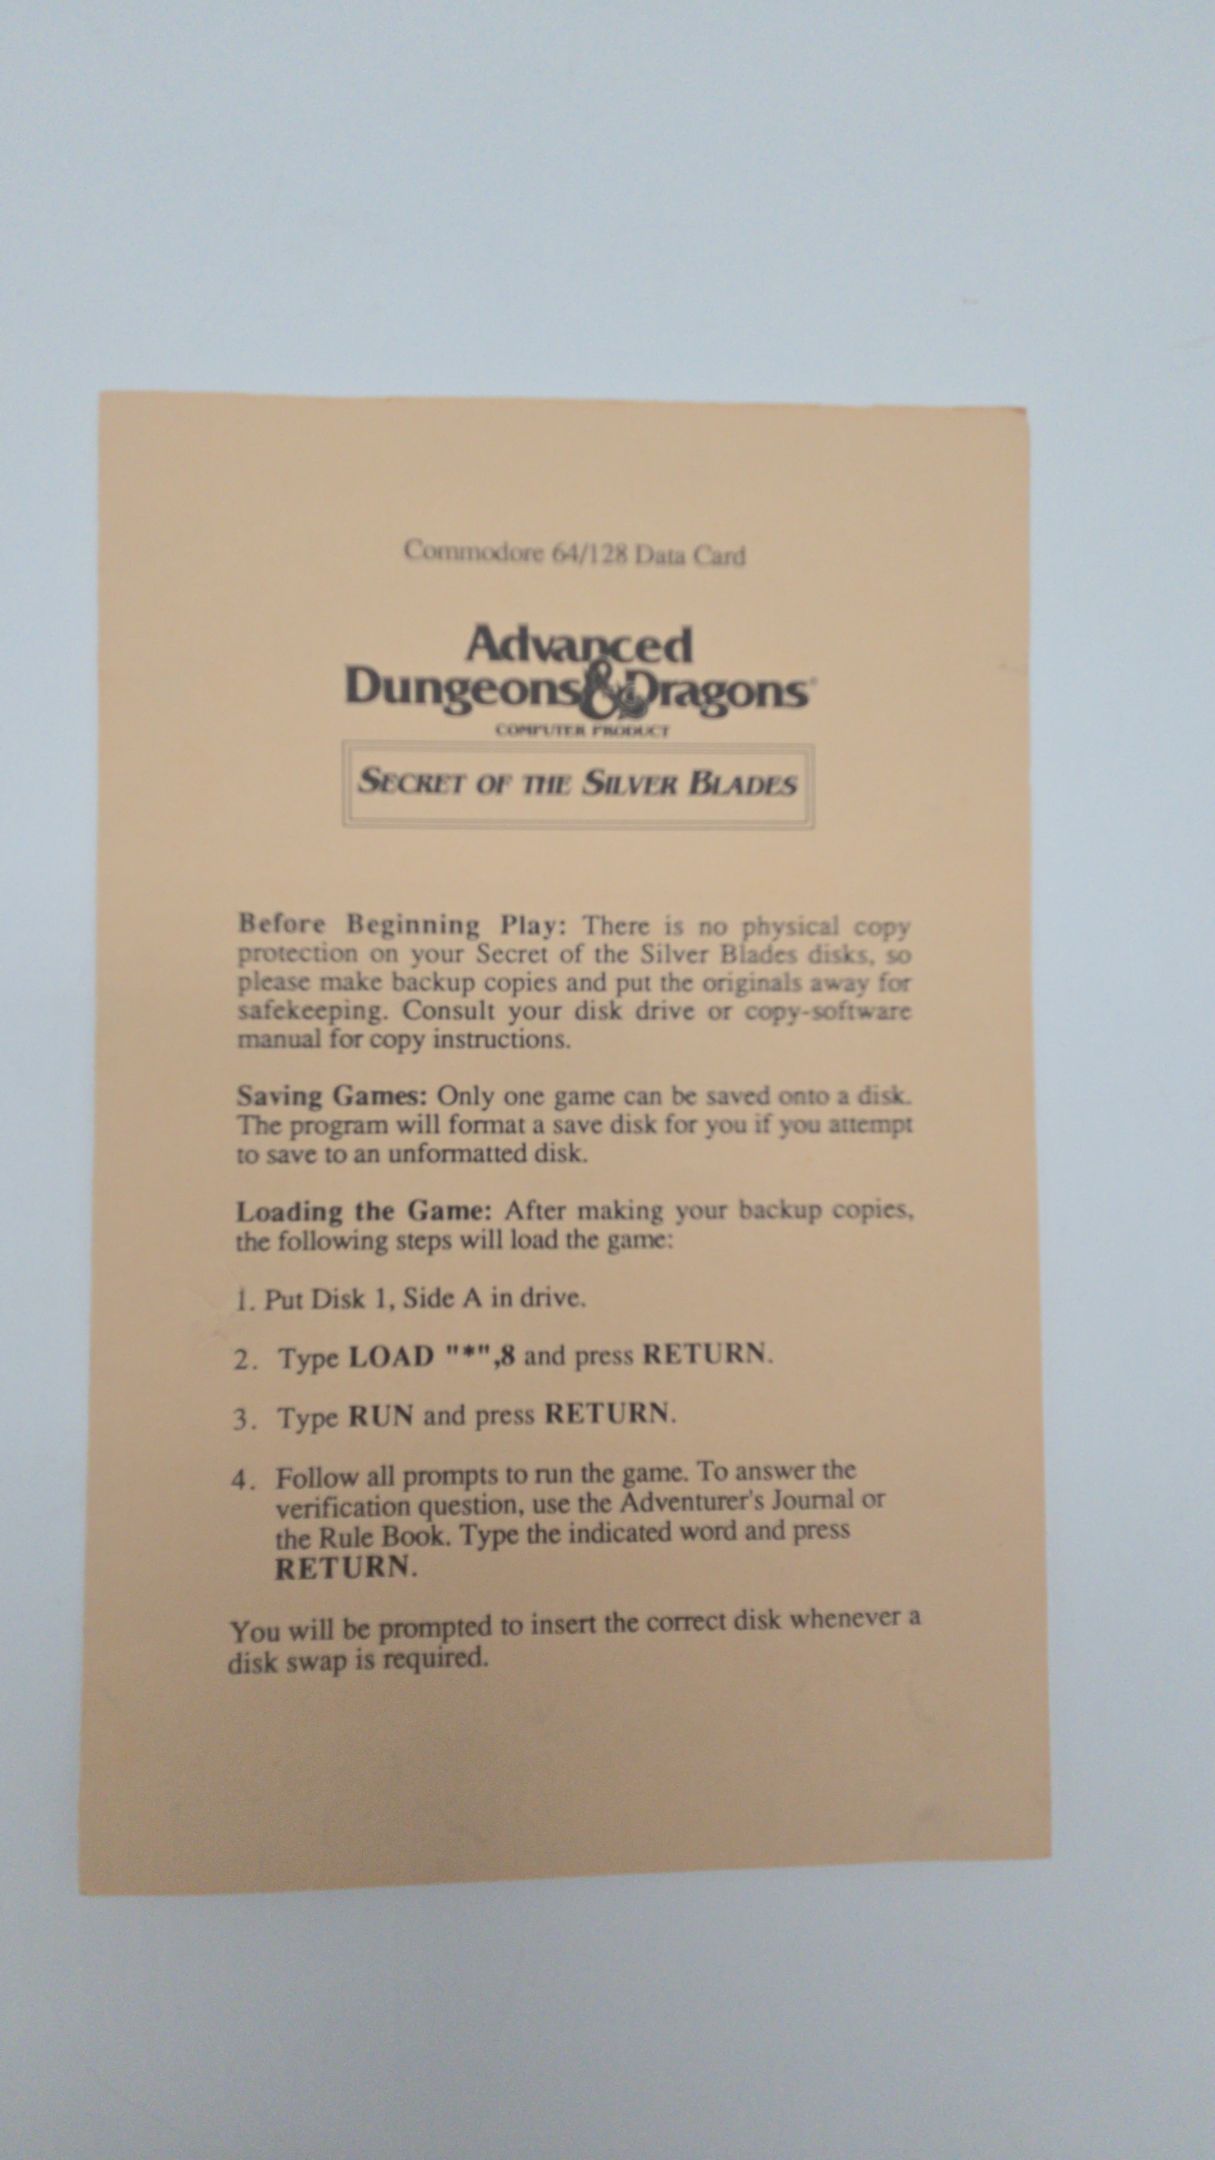 Commodore 64/128 Data Card
Advanced
Dungeons & Dragons®
COMPUTER PRODUCT
SECRET OF THE SILVER BLADES
Before Beginning Play: There is no physical copy
protection on your Secret of the Silver Blades disks, so
please make backup copies and put the originals away for
safekeeping. Consult your disk drive or copy-software
manual for copy instructions.
Saving Games: Only one game can be saved onto a disk.
The program will format a save disk for you if you attempt
to save to an unformatted disk.
Loading the Game: After making your backup copies,
the following steps will load the game:
1. Put Disk 1, Side A in drive.
2. Type LOAD "*",8 and press RETURN.
3. Type RUN and press RETURN.
4. Follow all prompts to run the game. To answer the
verification question, use the Adventurer's Journal or
the Rule Book. Type the indicated word and press
RETURN.
You will be prompted to insert the correct disk whenever a
disk swap is required.